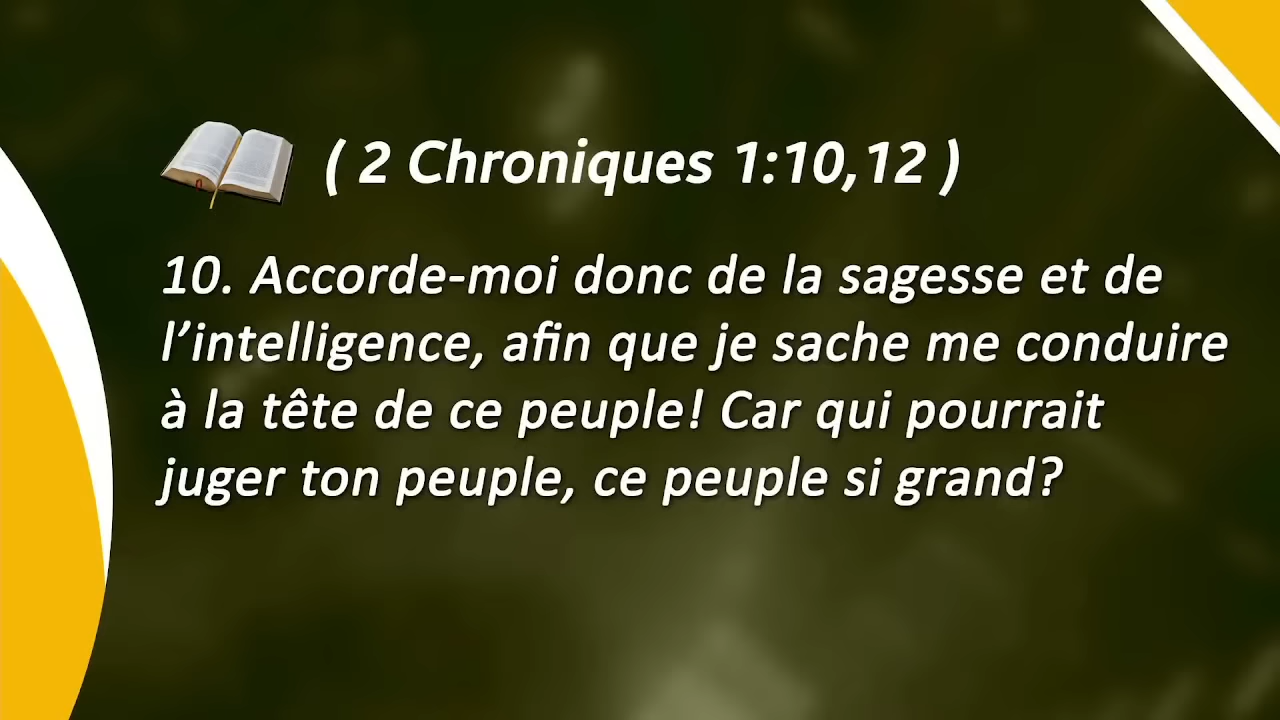 ( 2 Chroniques 1:10,12 )
10. Accorde-moi donc de la sagesse et de
l’intelligence, afin que je sache me conduire
à la tête de ce peuple! Car qui pourrait
juger ton peuple, ce peuple si grand?